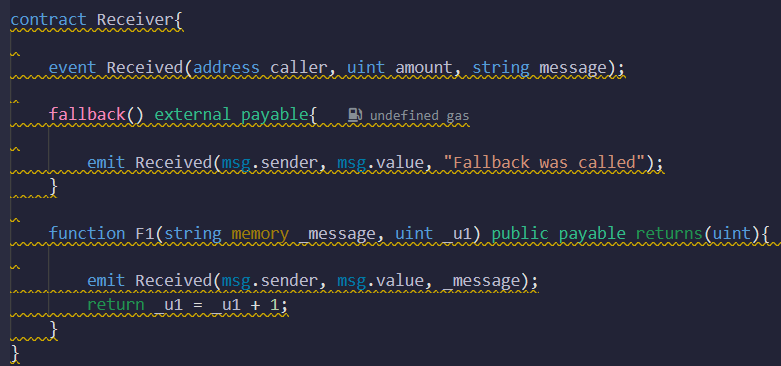 contract Receiver{
event Received(address caller, uint amount, string message);
fallback() external payable{ undefined gas
emit Received(msg.sender, msg.value, "Fallback was called");
}
function F1(string memory _message, uint _u1) public payable returns(uint){
emit Received(msg.sender, msg.value, _message);
return _u1 = _u1 + 1;
}
}